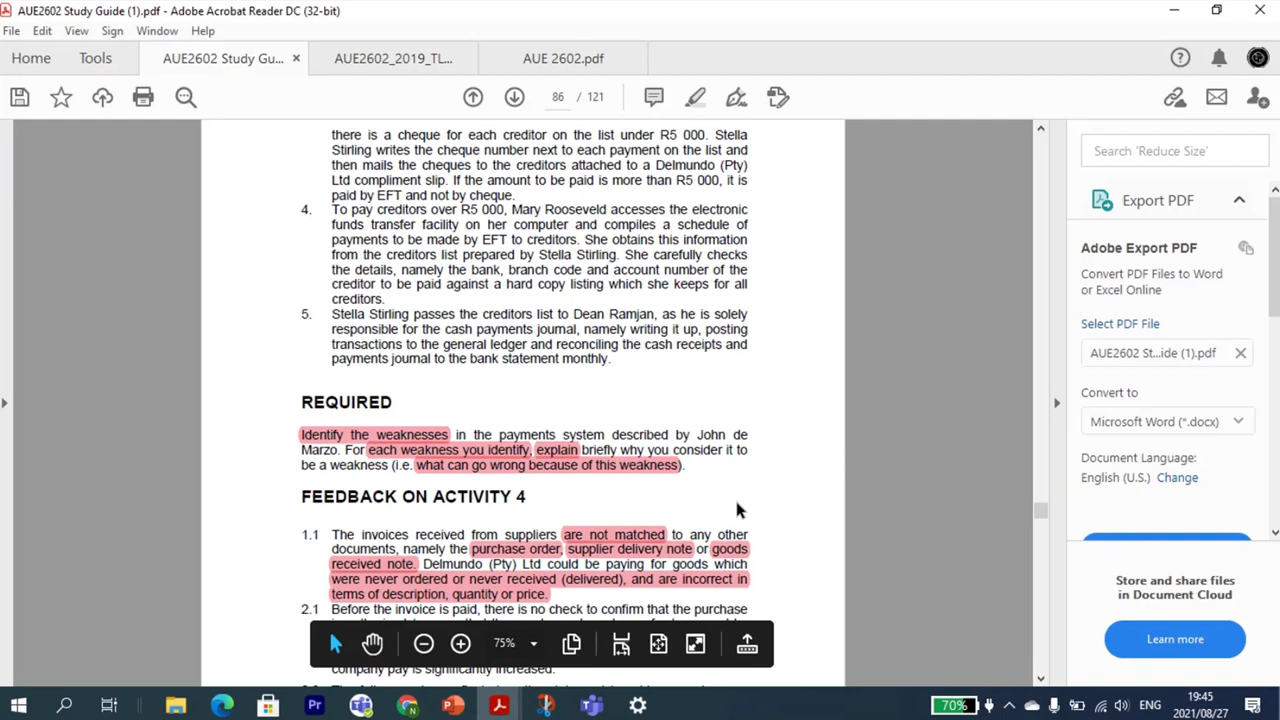 AUE2602 Study Guide (1).pdf - Adobe Acrobat Reader DC (32-bit)
File Edit View Sign Window Help
Home Tools AUE2602 Study Gu... AUE2602_2019_TL... AUE 2602.pdf
86 / 121
there is a cheque for each creditor on the list under R5 000. Stella
Stirling writes the cheque number next to each payment on the list and
then mails the cheques to the creditors attached to a Delmundo (Pty)
Ltd compliment slip. If the amount to be paid is more than R5 000, it is
paid by EFT and not by cheque.
4. To pay creditors over R5 000, Mary Rooseveld accesses the electronic
funds transfer facility on her computer and compiles a schedule of
payments to be made by EFT to creditors. She obtains this information
from the creditors list prepared by Stella Stirling. She carefully checks
the details, namely the bank, branch code and account number of the
creditor to be paid against a hard copy listing which she keeps for all
creditors.
5. Stella Stirling passes the creditors list to Dean Ramjan, as he is solely
responsible for the cash payments journal, namely writing it up, posting
transactions to the general ledger and reconciling the cash receipts and
payments journal to the bank statement monthly.
REQUIRED
Identify the weaknesses in the payments system described by John de
Marzo. For each weakness you identify, explain briefly why you consider it to
be a weakness (i.e. what can go wrong because of this weakness).
FEEDBACK ON ACTIVITY 4
1.1 The invoices received from suppliers are not matched to any other
documents, namely the purchase order, supplier delivery note or goods
received note. Delmundo (Pty) Ltd could be paying for goods which
were never ordered or never received (delivered), and are incorrect in
terms of description, quantity or price.
2.1 Before the invoice is paid, there is no check to confirm that the purchase
company pay is significantly increased.
75%
Search 'Reduce Size'
Export PDF
Adobe Export PDF
Convert PDF Files to Word
or Excel Online
Select PDF File
AUE2602 St...ide (1).pdf
Convert to
Microsoft Word (*.docx)
Document Language:
English (U.S.) Change
Store and share files
in Document Cloud
Learn more
Pr
70%
ENG
19:45
2021/08/27